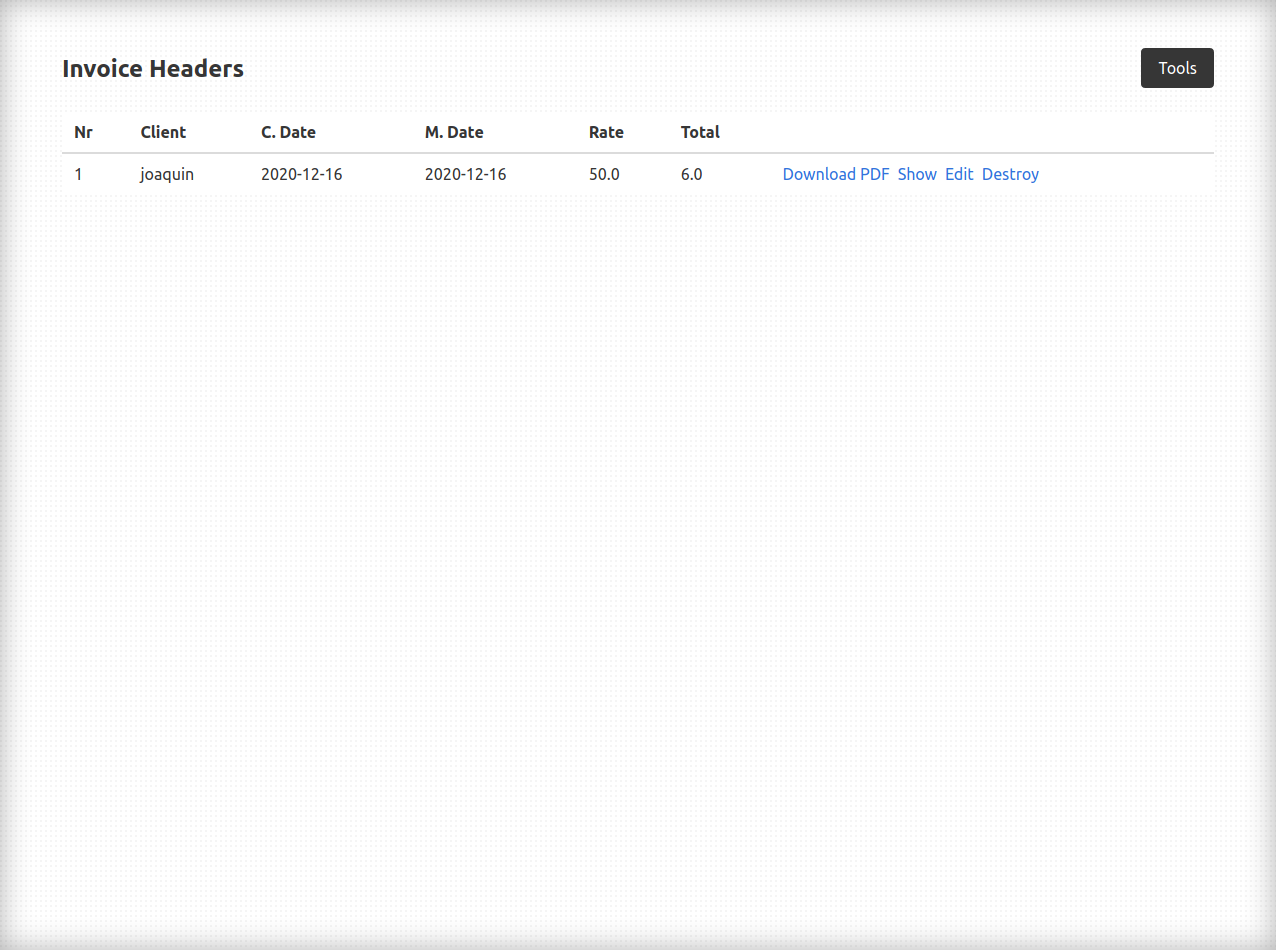 Invoice Headers Tools
Nr Client C. Date M. Date Rate Total
1 joaquin 2020-12-16 2020-12-16 50.0 6.0 Download PDF Show Edit Destroy